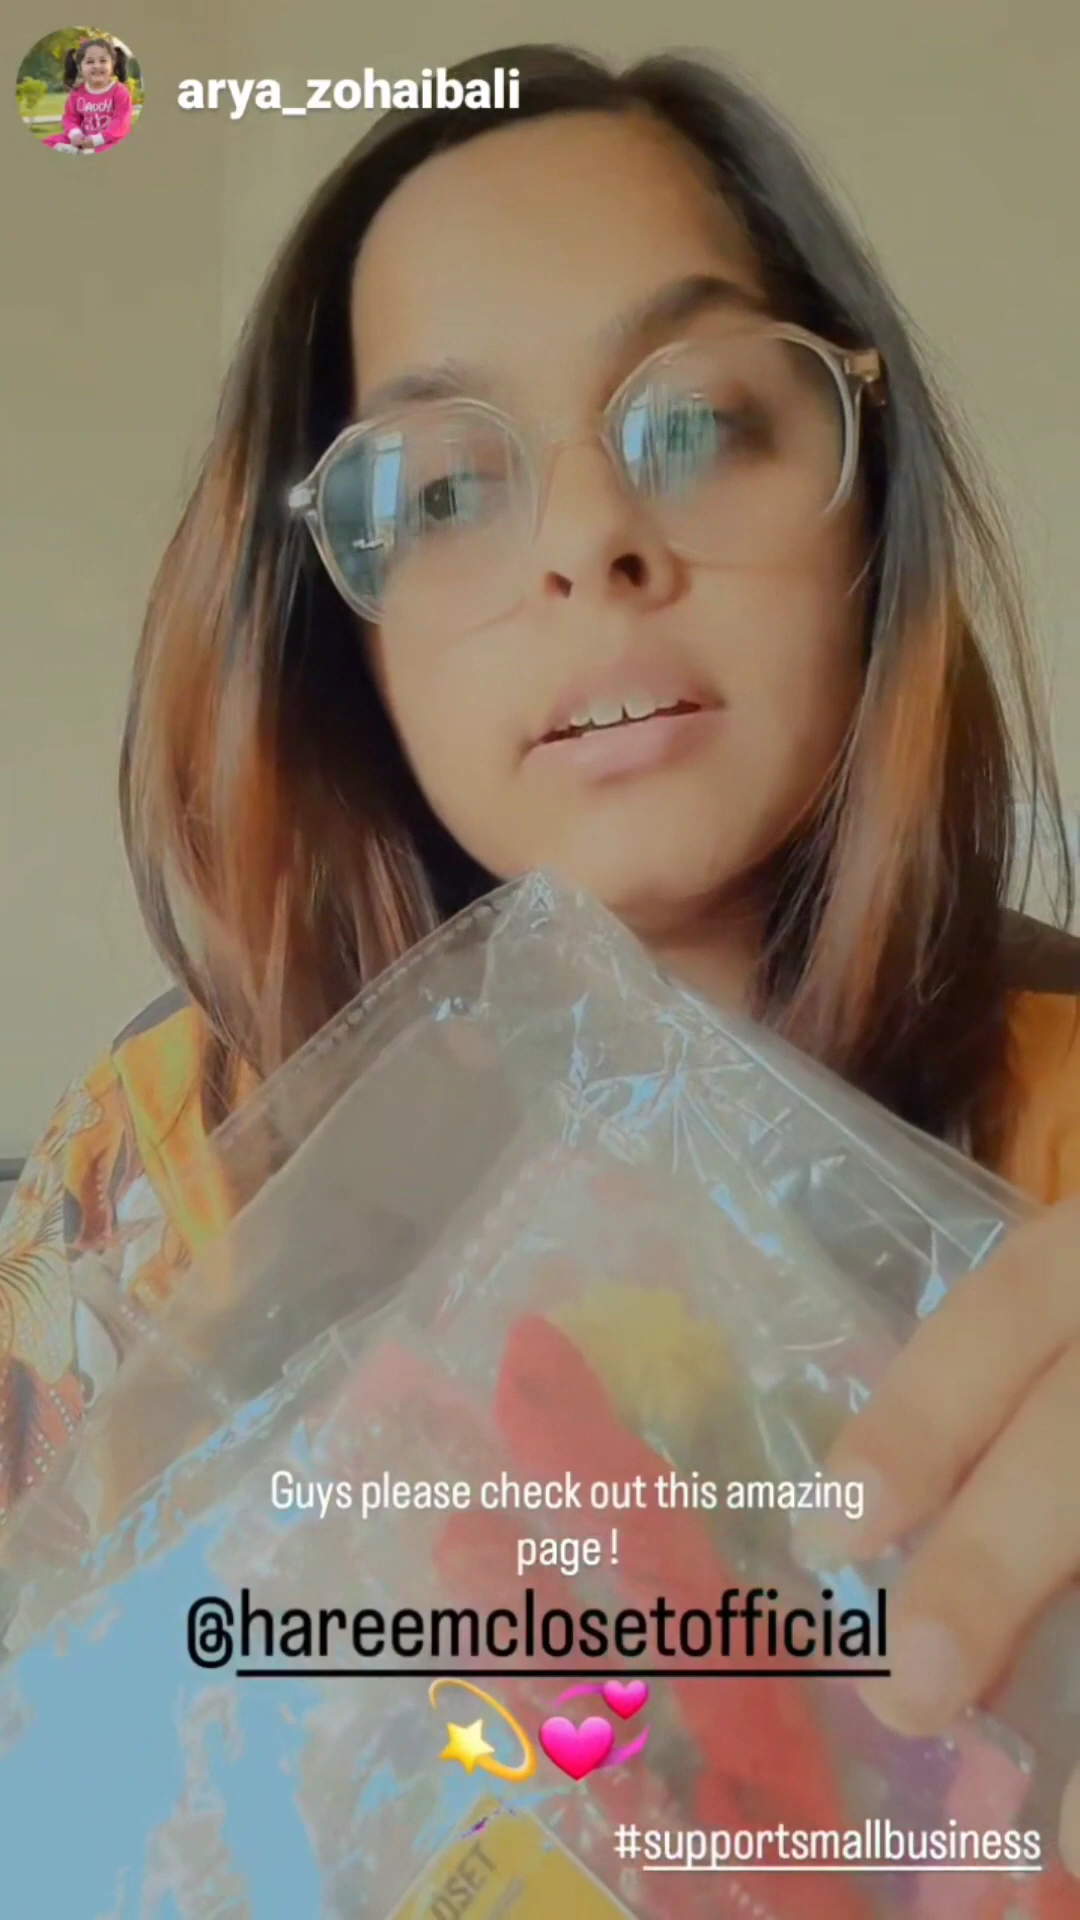 arya_zohaibali
Guys please check out this amazing
page !
@hareemclosetofficial
#supportsmallbusiness